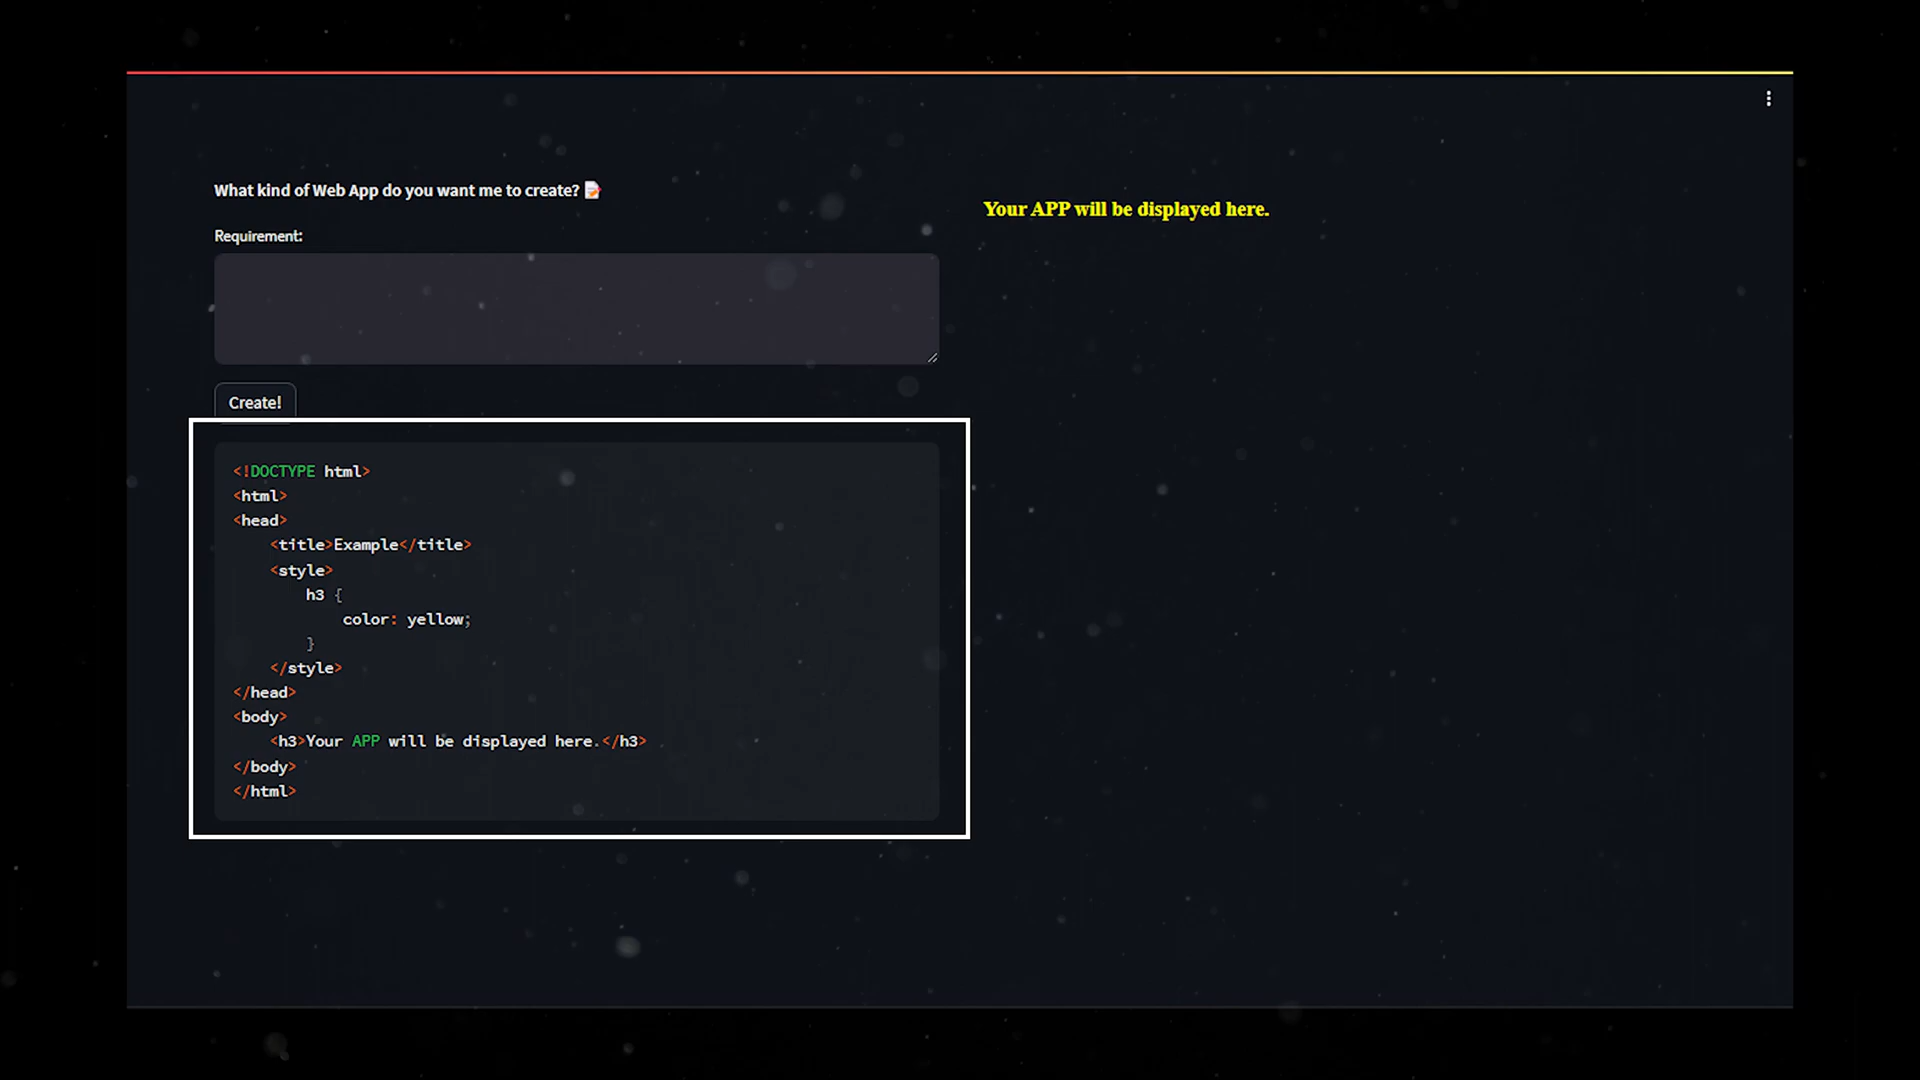 What kind of Web App do you want me to create? 📝
Requirement:
Create!
<!DOCTYPE html>
<html>
<head>
    <title>Example</title>
    <style>
        h3 {
            color: yellow;
        }
    </style>
</head>
<body>
    <h3>Your APP will be displayed here.</h3>
</body>
</html>
Your APP will be displayed here.